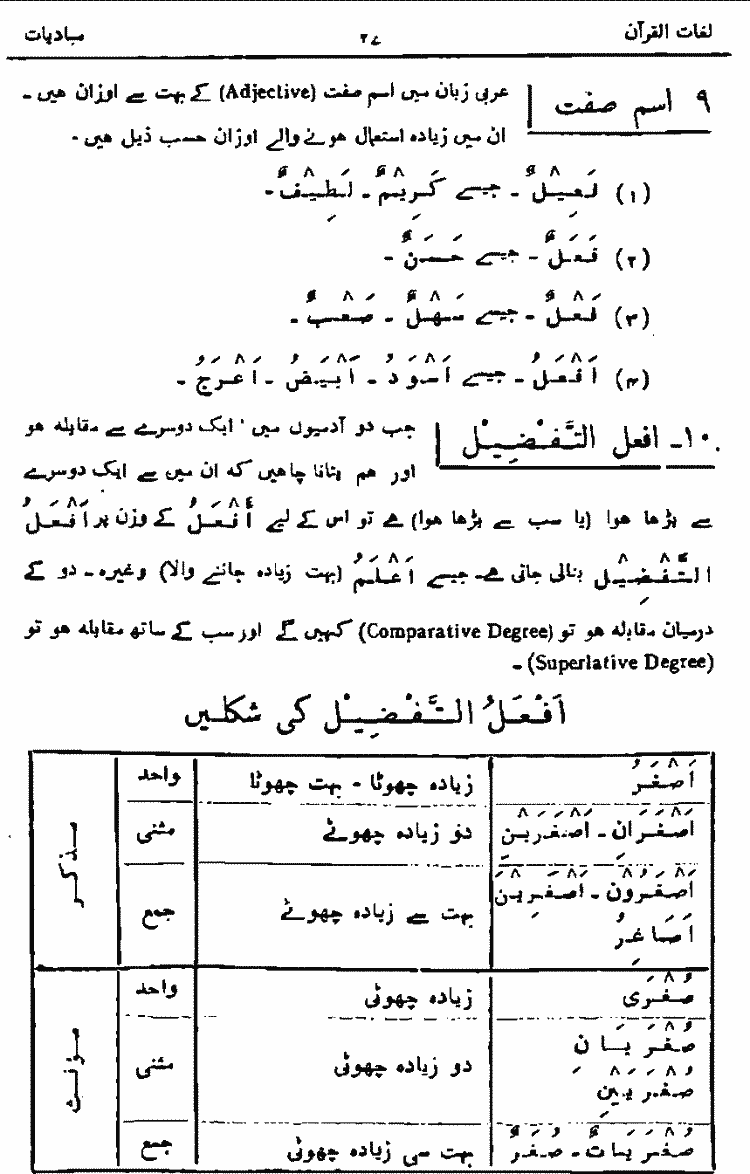 لغات القرآن ۲۷ مبادیات
۹ اسم صفت
عربی زبان میں اسم صفت (Adjective) کے بہت سے اوزان ہیں ۔
ان میں زیادہ استعمال ہونے والے اوزان حسب ذیل ہیں ۔
(۱) فَعِیْلٌ ۔ جیسے کَرِیْمٌ ۔ لَطِیْفٌ ۔
(۲) فَعَلٌ ۔ جیسے حَسَنٌ ۔
(۳) فَعْلٌ ۔ جیسے سَهْلٌ ۔ صَعْبٌ ۔
(۴) اَفْعَلُ ۔ جیسے اَسْوَدُ ۔ اَبْیَضُ ۔ اَعْرَجُ ۔
۱۰۔ افعل التَّفْضِیْل
جب دو آدمیوں میں ' ایک دوسرے سے مقابلہ ہو
اور ہم بتانا چاہیں کہ ان میں سے ایک دوسرے
سے بڑھا ہوا (یا سب سے بڑھا ہوا) ہے تو اس کے لیے أَفْعَلُ کے وزن پر اَفْعَلُ
التَّفْضِیْل بنالی جاتی ہے۔ جیسے اَعْلَمُ (بہت زیادہ جاننے والا) وغیرہ ۔ دو کے
درمیان مقابلہ ہو تو (Comparative Degree) کہیں گے اور سب کے ساتھ مقابلہ ہو تو
(Superlative Degree) ۔
اَفْعَلُ التَّفْضِیْل کی شکلیں
اَصْغَرُ زیادہ چھوٹا ۔ بہت چھوٹا واحد مذکر
اَصْغَرَانِ ۔ اَصْغَرَیْنِ دو زیادہ چھوٹے مثنی
اَصْغَرُوْنَ ۔ اَصْغَرِیْنَ
اَصَاغِرُ بہت سے زیادہ چھوٹے جمع
صُغْرَی زیادہ چھوٹی واحد مؤنث
صُغْرَیَانِ
صُغْرَیَیْنِ دو زیادہ چھوٹی مثنی
صُغْرَیَاتٌ ۔ صُغَرٌ بہت سی زیادہ چھوٹی جمع